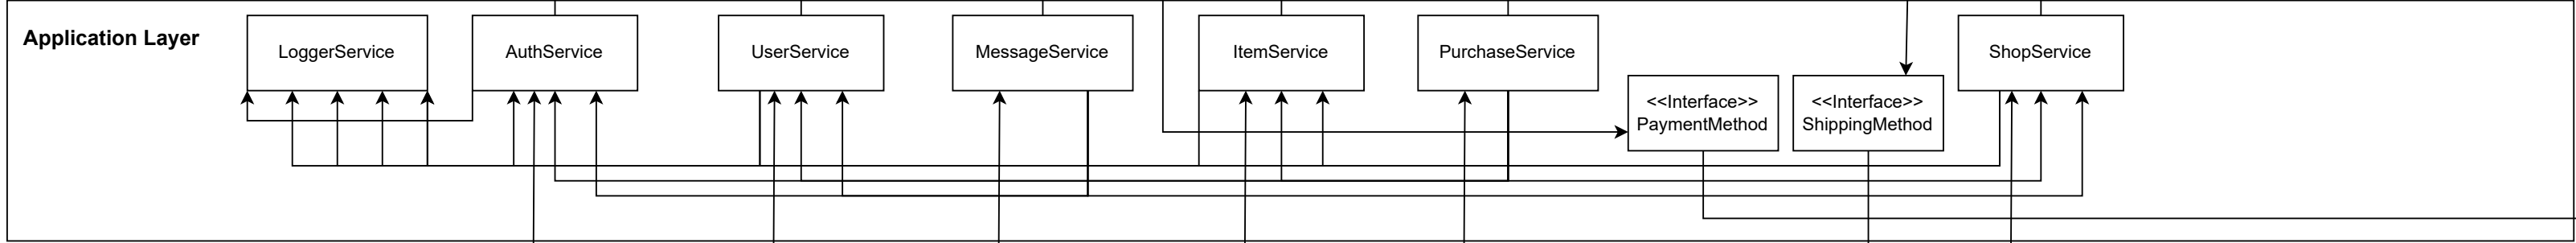 Application Layer
LoggerService
AuthService
UserService
MessageService
ItemService
PurchaseService
<<Interface>>
PaymentMethod
<<Interface>>
ShippingMethod
ShopService